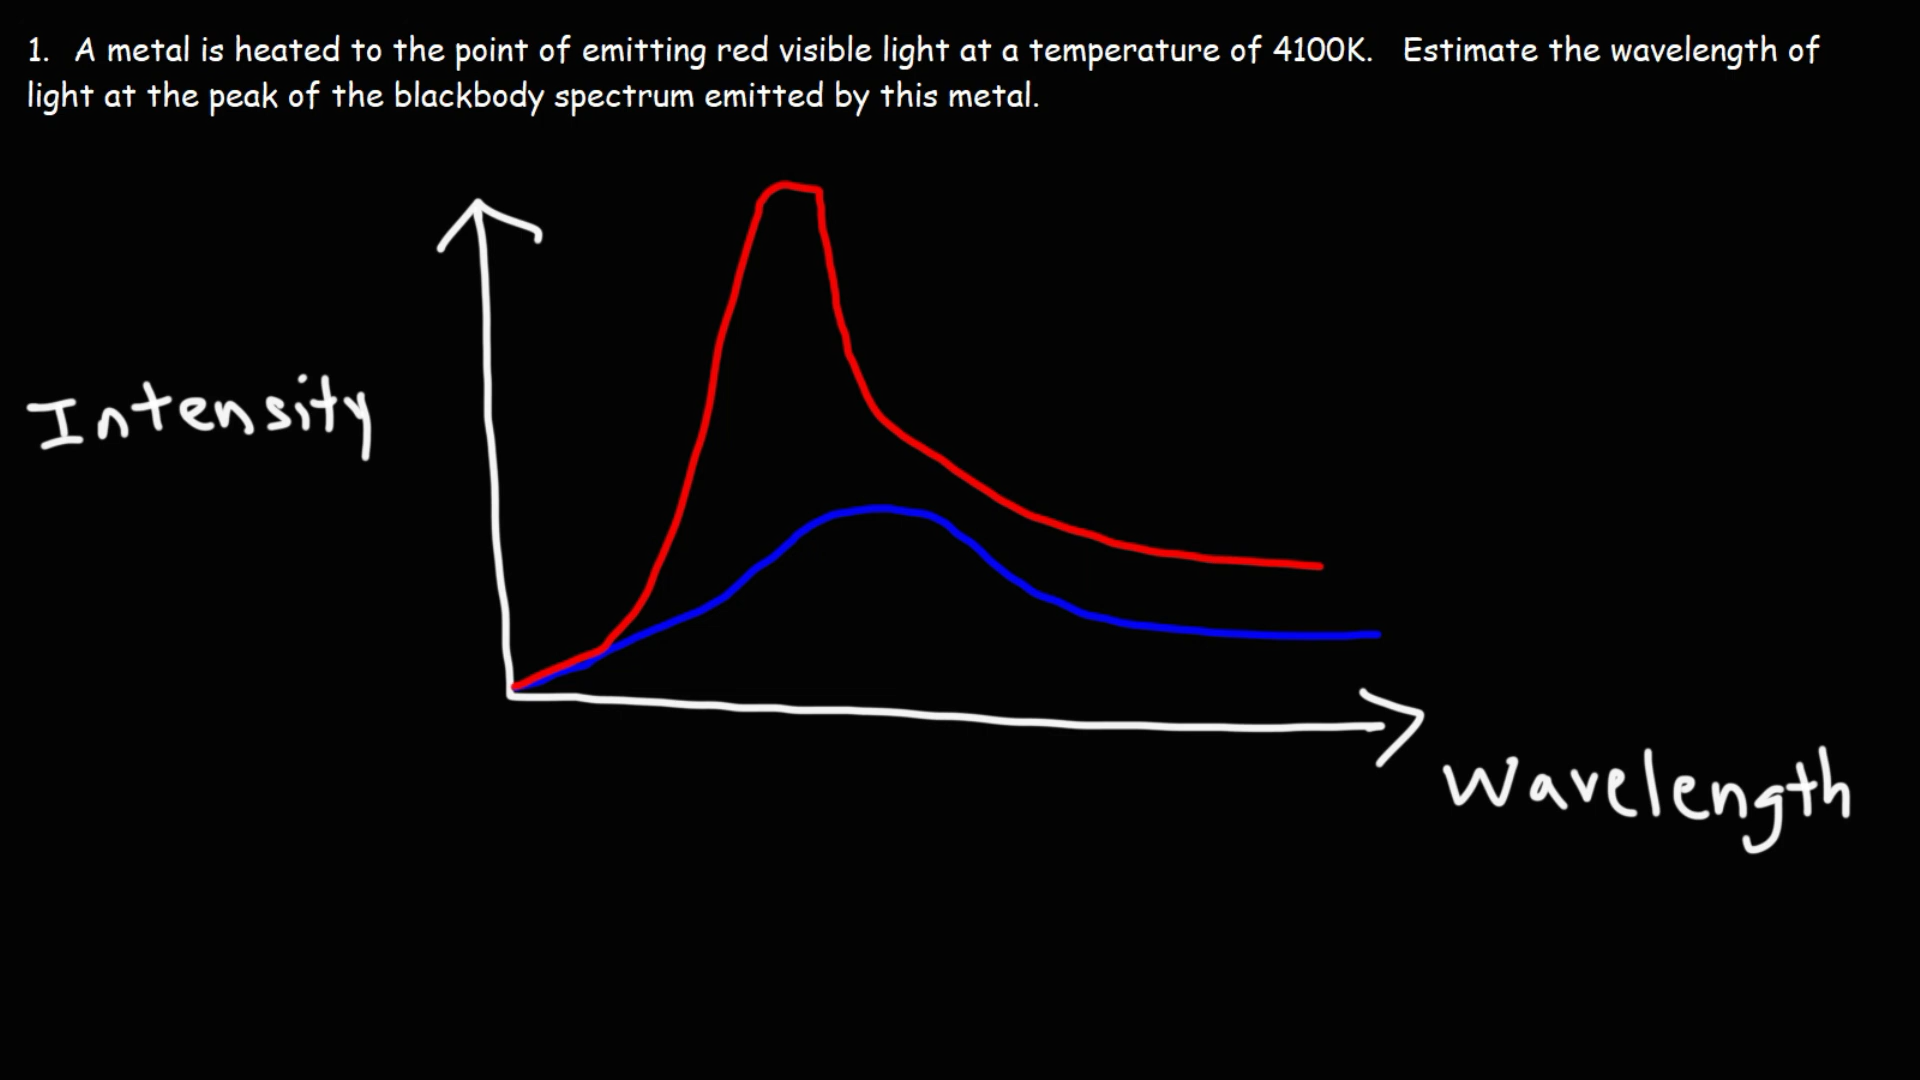 1. A metal is heated to the point of emitting red visible light at a temperature of 4100K. Estimate the wavelength of
light at the peak of the blackbody spectrum emitted by this metal.
Intensity
Wavelength